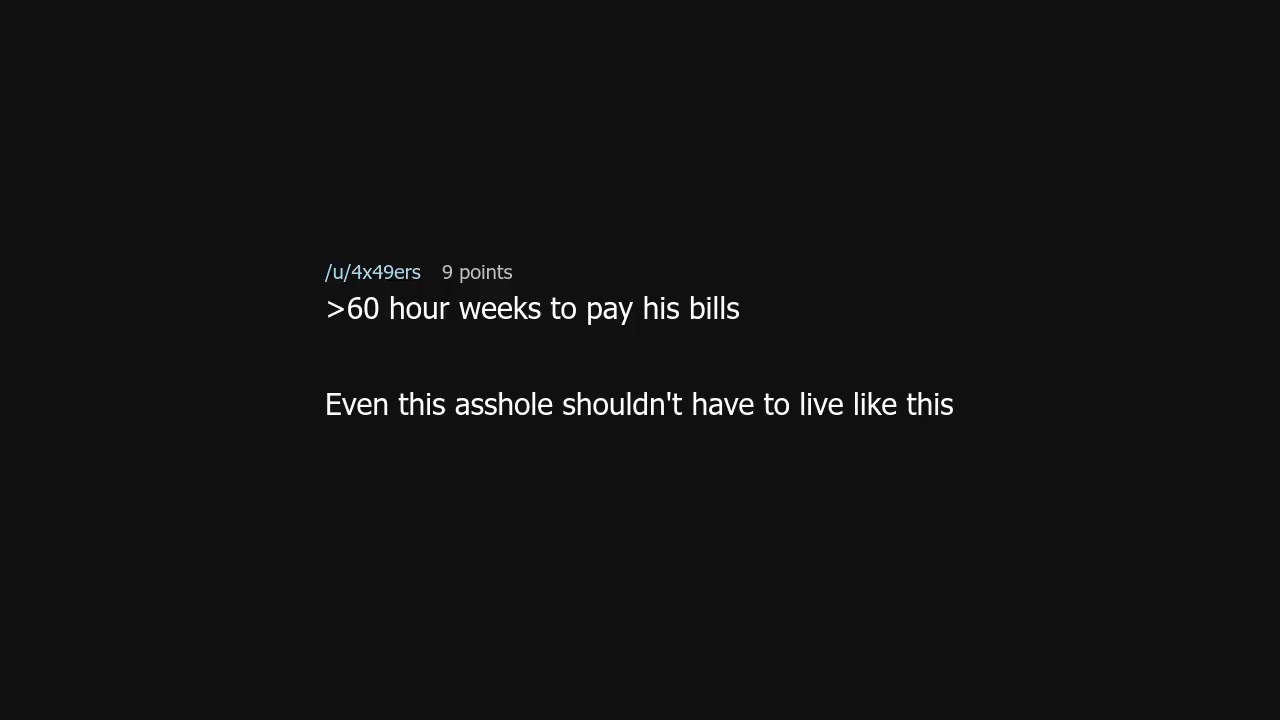 /u/4x49ers 9 points
>60 hour weeks to pay his bills
Even this asshole shouldn't have to live like this